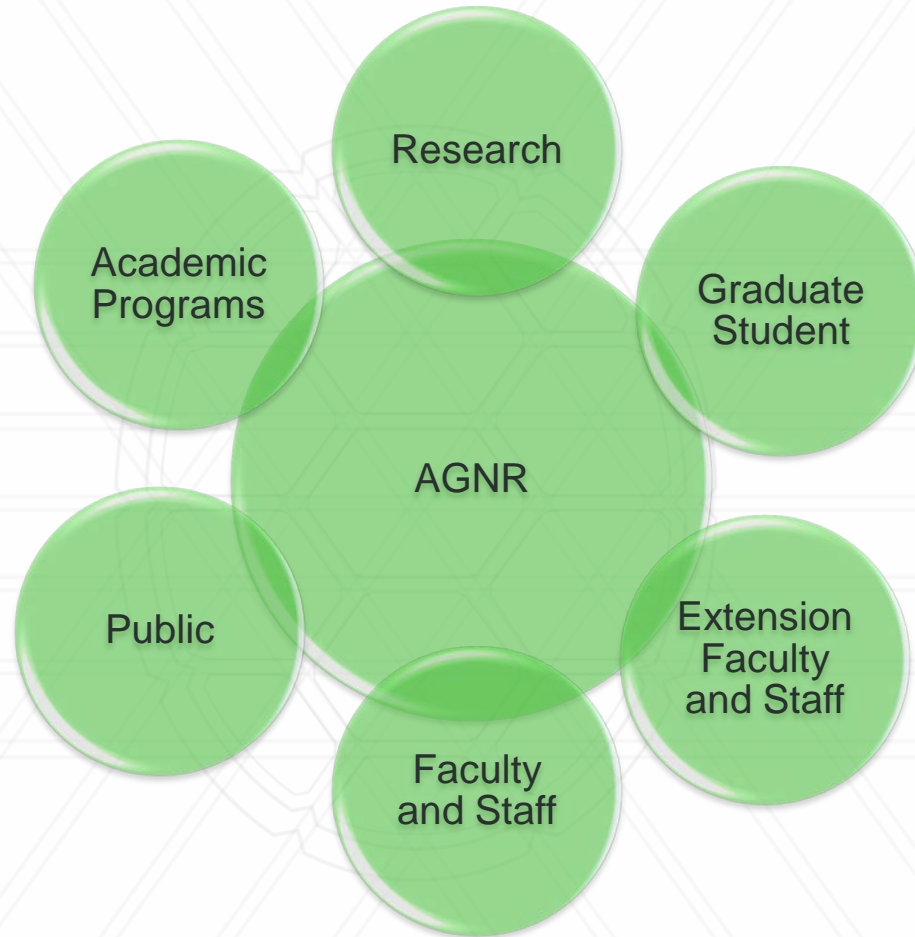 Research
Academic
Programs
Graduate
Student
AGNR
Public
Extension
Faculty
and Staff
Faculty
and Staff